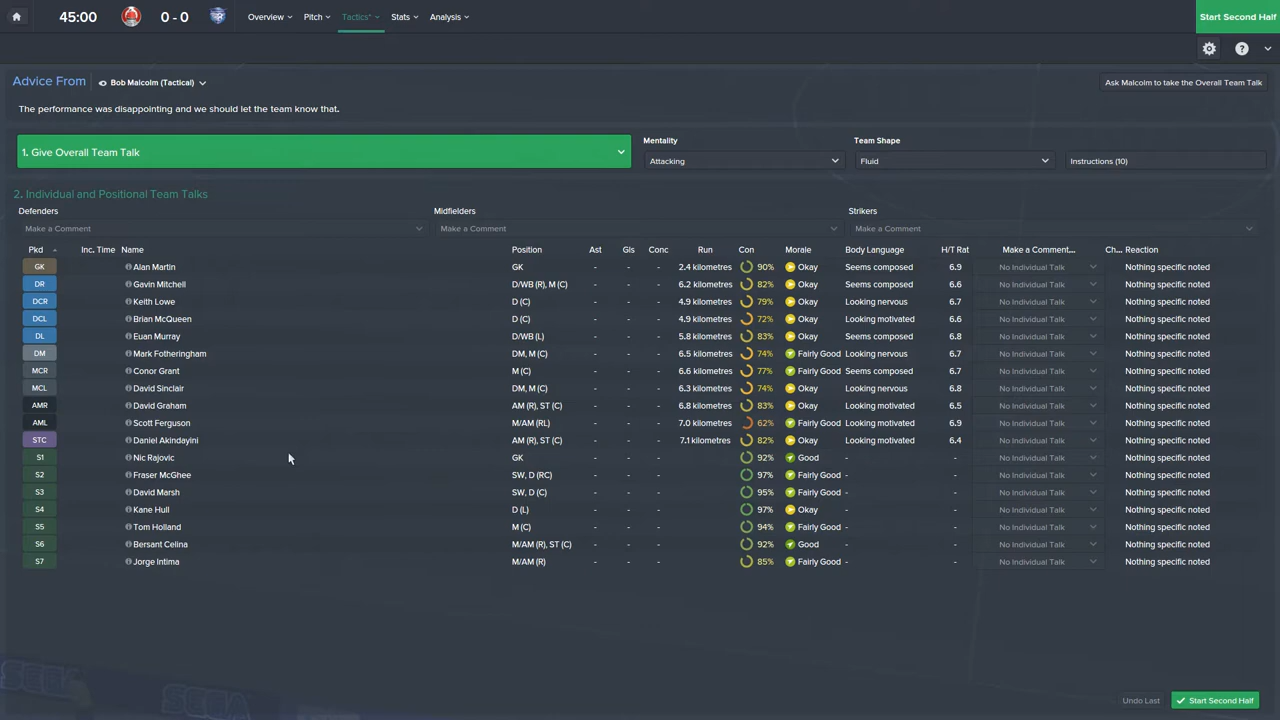 45:00 0 - 0 Overview Pitch Tactics* Stats Analysis Start Second Half
Advice From Bob Malcolm (Tactical) Ask Malcolm to take the Overall Team Talk
The performance was disappointing and we should let the team know that.
1. Give Overall Team Talk
Mentality Team Shape
Attacking Fluid Instructions (10)
2. Individual and Positional Team Talks
Defenders Midfielders Strikers
Make a Comment Make a Comment Make a Comment
Pkd Inc. Time Name Position Ast Gls Conc Run Con Morale Body Language H/T Rat Make a Comment... Ch... Reaction
GK Alan Martin GK - - - 2.4 kilometres 90% Okay Seems composed 6.9 No Individual Talk Nothing specific noted
DR Gavin Mitchell D/WB (R), M (C) - - - 6.2 kilometres 82% Okay Seems composed 6.6 No Individual Talk Nothing specific noted
DCR Keith Lowe D (C) - - - 4.9 kilometres 79% Okay Looking nervous 6.7 No Individual Talk Nothing specific noted
DCL Brian McQueen D (C) - - - 4.9 kilometres 72% Okay Looking motivated 6.6 No Individual Talk Nothing specific noted
DL Euan Murray D/WB (L) - - - 5.8 kilometres 83% Okay Seems composed 6.8 No Individual Talk Nothing specific noted
DM Mark Fotheringham DM, M (C) - - - 6.5 kilometres 74% Fairly Good Looking nervous 6.7 No Individual Talk Nothing specific noted
MCR Conor Grant M (C) - - - 6.6 kilometres 77% Fairly Good Seems composed 6.7 No Individual Talk Nothing specific noted
MCL David Sinclair DM, M (C) - - - 6.3 kilometres 74% Okay Looking nervous 6.8 No Individual Talk Nothing specific noted
AMR David Graham AM (R), ST (C) - - - 6.8 kilometres 83% Okay Looking motivated 6.5 No Individual Talk Nothing specific noted
AML Scott Ferguson M/AM (RL) - - - 7.0 kilometres 62% Fairly Good Looking motivated 6.9 No Individual Talk Nothing specific noted
STC Daniel Akindayini AM (R), ST (C) - - - 7.1 kilometres 82% Okay Looking motivated 6.4 No Individual Talk Nothing specific noted
S1 Nic Rajovic GK - - - 92% Good - - No Individual Talk Nothing specific noted
S2 Fraser McGhee SW, D (RC) - - - 97% Fairly Good - - No Individual Talk Nothing specific noted
S3 David Marsh SW, D (C) - - - 95% Fairly Good - - No Individual Talk Nothing specific noted
S4 Kane Hull D (L) - - - 97% Okay - - No Individual Talk Nothing specific noted
S5 Tom Holland M (C) - - - 94% Fairly Good - - No Individual Talk Nothing specific noted
S6 Bersant Celina M/AM (R), ST (C) - - - 92% Good - - No Individual Talk Nothing specific noted
S7 Jorge Intima M/AM (R) - - - 85% Fairly Good - - No Individual Talk Nothing specific noted
SEGA SEGA
Undo Last Start Second Half